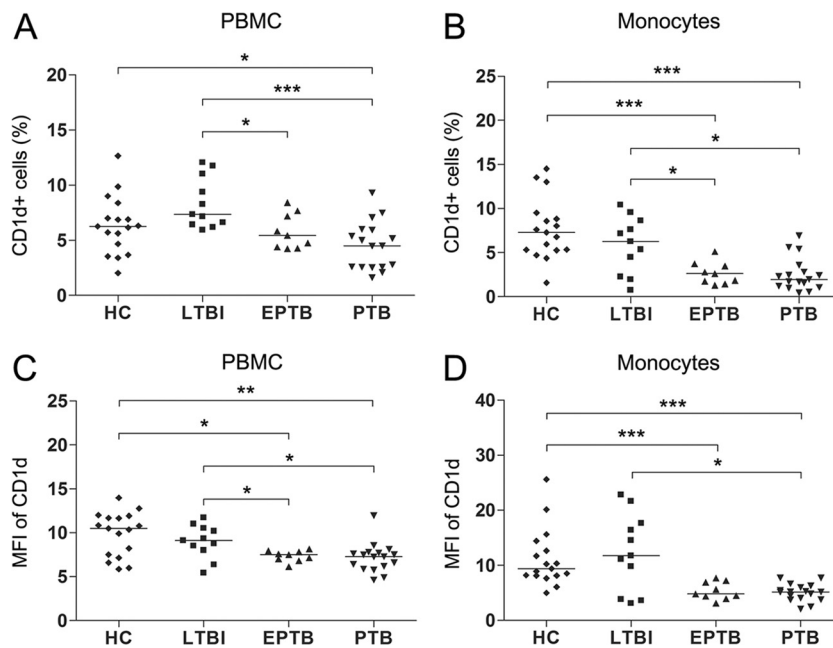 A
PBMC
CD1d+ cells (%)
20
15
10
5
0
*
***
*
HC LTBI EPTB PTB
B
Monocytes
CD1d+ cells (%)
25
20
15
10
5
0
***
***
*
*
HC LTBI EPTB PTB
C
PBMC
MFI of CD1d
25
20
15
10
5
0
**
*
*
*
HC LTBI EPTB PTB
D
Monocytes
MFI of CD1d
40
30
20
10
0
***
***
*
HC LTBI EPTB PTB